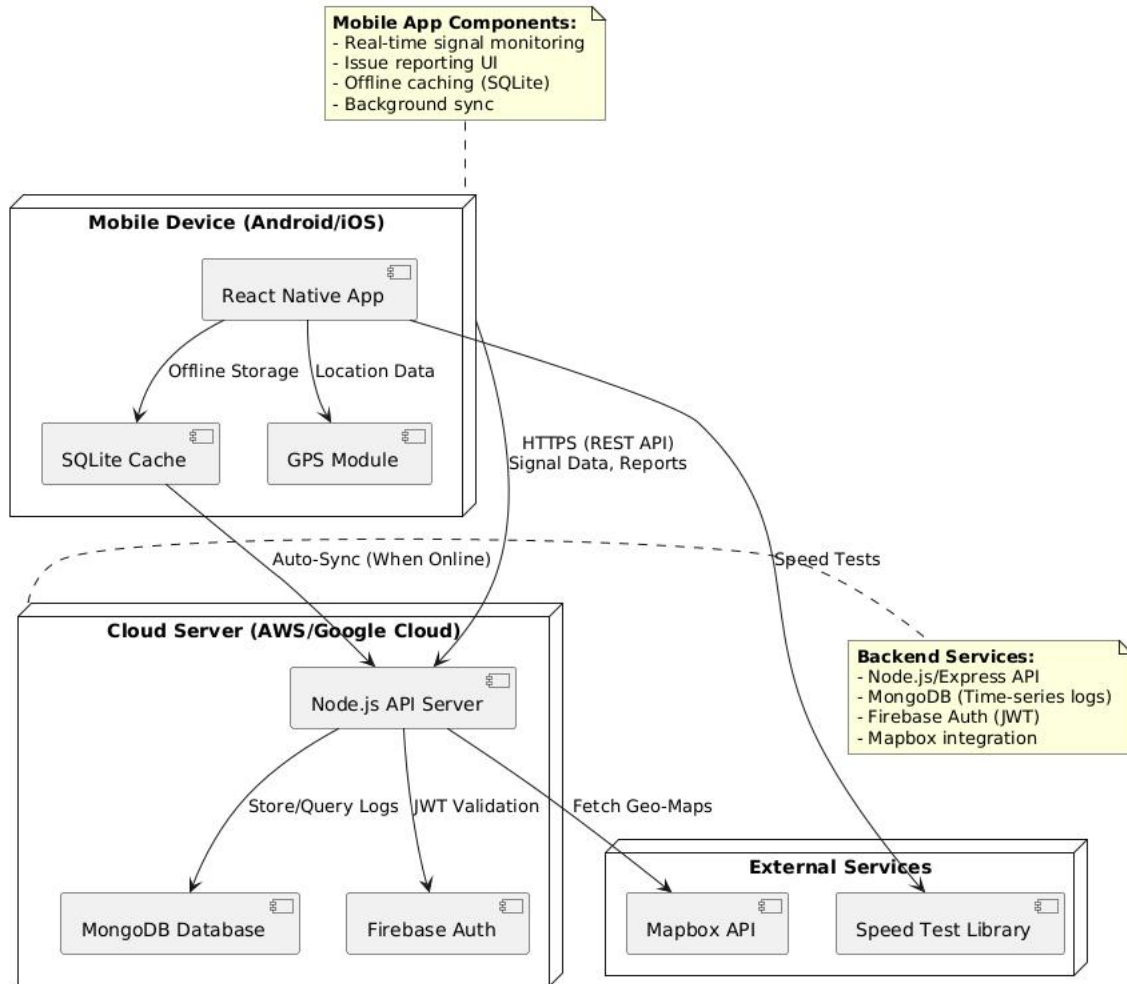 Mobile App Components:
- Real-time signal monitoring
- Issue reporting UI
- Offline caching (SQLite)
- Background sync
Mobile Device (Android/iOS)
React Native App
Offline Storage
Location Data
SQLite Cache
GPS Module
HTTPS (REST API)
Signal Data, Reports
Auto-Sync (When Online)
Speed Tests
Cloud Server (AWS/Google Cloud)
Node.js API Server
Backend Services:
- Node.js/Express API
- MongoDB (Time-series logs)
- Firebase Auth (JWT)
- Mapbox integration
Store/Query Logs
JWT Validation
Fetch Geo-Maps
External Services
MongoDB Database
Firebase Auth
Mapbox API
Speed Test Library